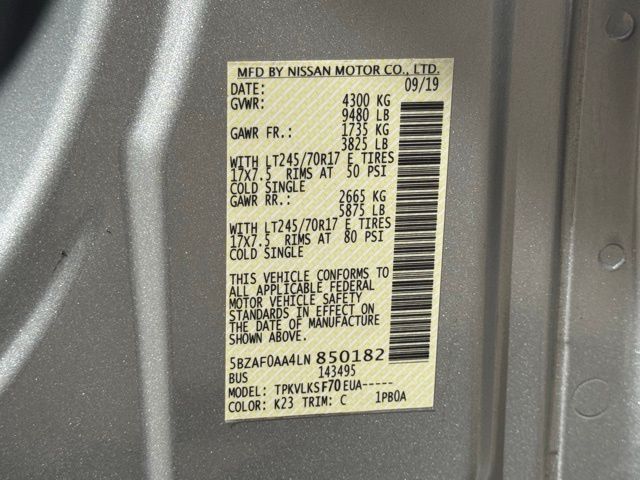 MFD BY NISSAN MOTOR CO., LTD.
DATE: 09/19
GVWR: 4300 KG
9480 LB
GAWR FR.: 1735 KG
3825 LB
WITH LT245/70R17 E TIRES
17X7.5 RIMS AT 50 PSI
COLD SINGLE
GAWR RR.: 2665 KG
5875 LB
WITH LT245/70R17 E TIRES
17X7.5 RIMS AT 80 PSI
COLD SINGLE
THIS VEHICLE CONFORMS TO
ALL APPLICABLE FEDERAL
MOTOR VEHICLE SAFETY
STANDARDS IN EFFECT ON
THE DATE OF MANUFACTURE
SHOWN ABOVE.
5BZAF0AA4LN850182
BUS 143495
MODEL: TPKVLKSF70EUA-----
COLOR: K23 TRIM: C 1PB0A